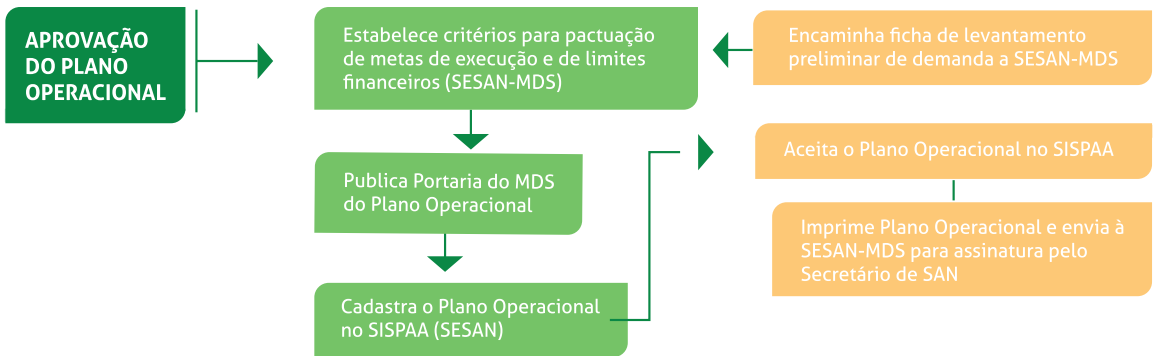 APROVAÇÃO
DO PLANO
OPERACIONAL
Estabelece critérios para pactuação
de metas de execução e de limites
financeiros (SESAN-MDS)
Encaminha ficha de levantamento
preliminar de demanda a SESAN-MDS
Publica Portaria do MDS
do Plano Operacional
Cadastra o Plano Operacional
no SISPAA (SESAN)
Aceita o Plano Operacional no SISPAA
Imprime Plano Operacional e envia à
SESAN-MDS para assinatura pelo
Secretário de SAN